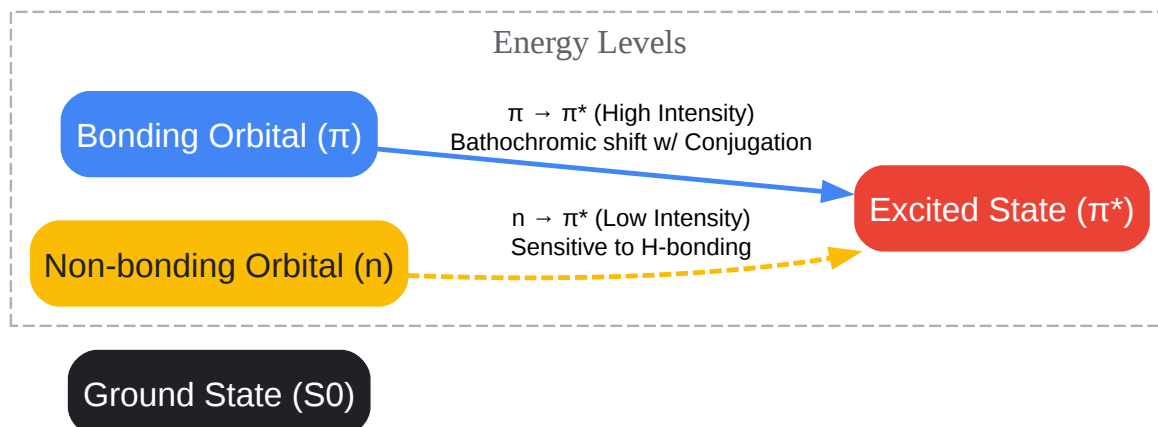 Energy Levels
π → π* (High Intensity)
Bathochromic shift w/ Conjugation
Bonding Orbital (π)
Excited State (π*)
n → π* (Low Intensity)
Sensitive to H-bonding
Non-bonding Orbital (n)
Ground State (S0)